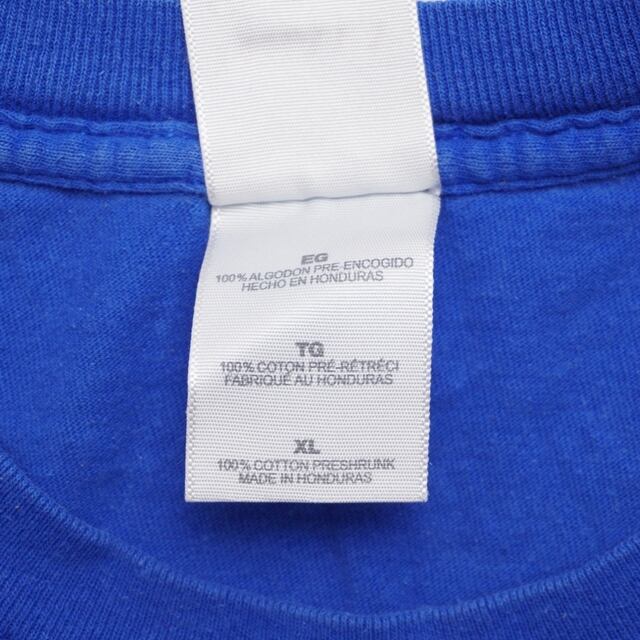 EG
100% ALGODON PRE-ENCOGIDO
HECHO EN HONDURAS
TG
100% COTON PRÉ-RÉTRÉCI
FABRIQUÉ AU HONDURAS
XL
100% COTTON PRESHRUNK
MADE IN HONDURAS